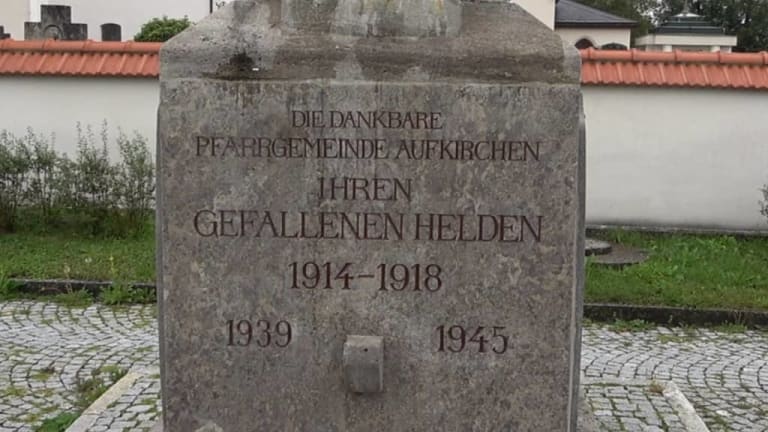 DIE DANKBARE
PFARRGEMEINDE AUFKIRCHEN
IHREN
GEFALLENEN HELDEN
1914-1918
1939 1945